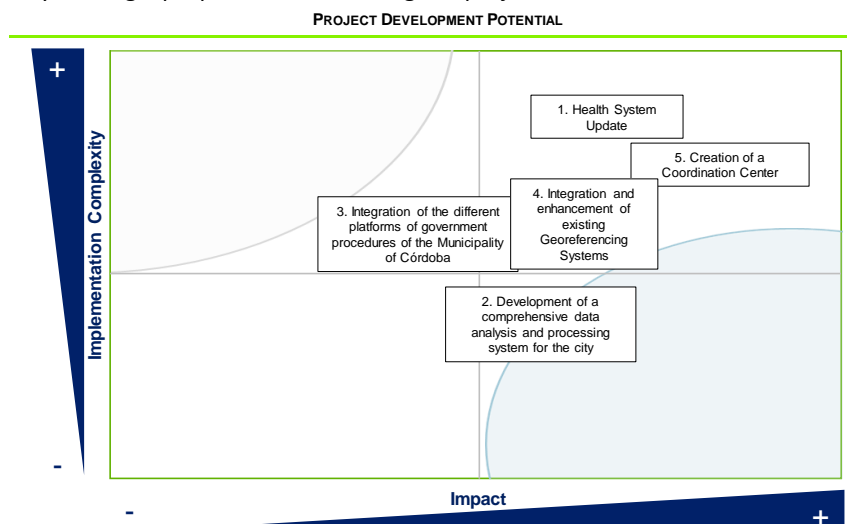 PROJECT DEVELOPMENT POTENTIAL
+
Implementation Complexity
-
1. Health System
Update
5. Creation of a
Coordination Center
4. Integration and
enhancement of
existing
Georeferencing
Systems
3. Integration of the different
platforms of government
procedures of the Municipality
of Córdoba
2. Development of a
comprehensive data
analysis and processing
system for the city
-
Impact
+